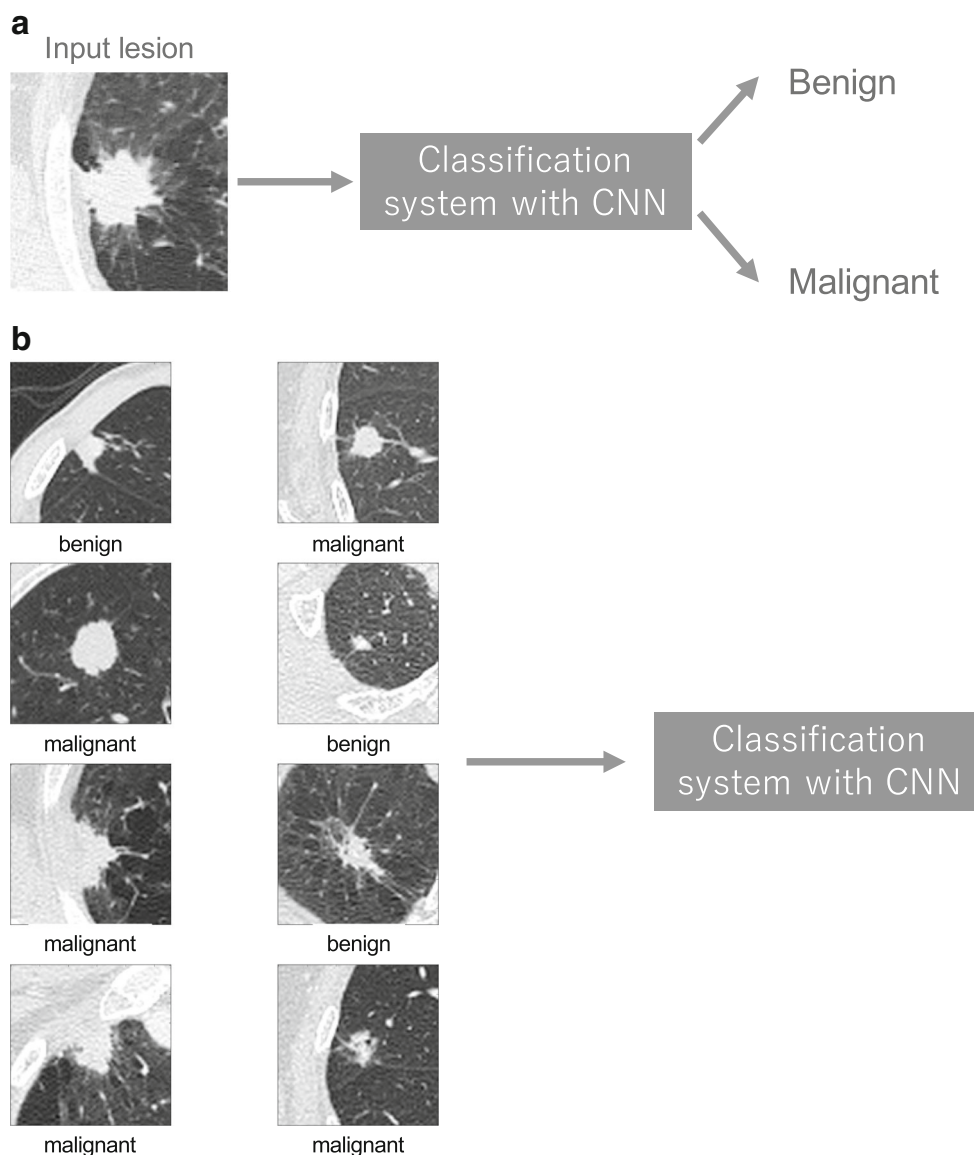 a
Input lesion
Classification
system with CNN
Benign
Malignant
b
benign
malignant
malignant
benign
malignant
benign
malignant
malignant
Classification
system with CNN